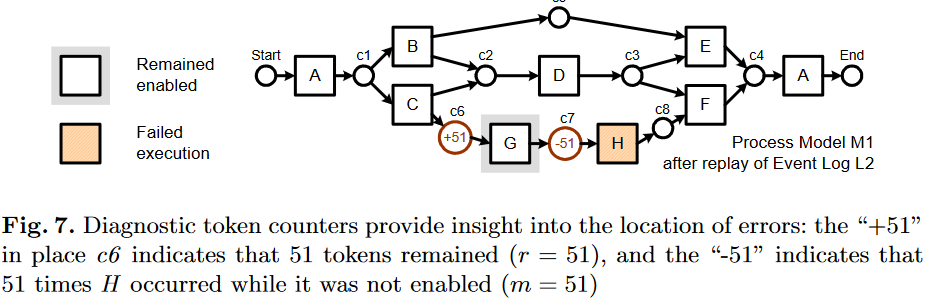 Remained
enabled
Failed
execution
Start
A
c1
B
C
c2
c6
+51
G
D
c7
-51
H
c3
c8
E
F
c4
A
End
Process Model M1
after replay of Event Log L2
Fig. 7. Diagnostic token counters provide insight into the location of errors: the “+51”
in place c6 indicates that 51 tokens remained (r = 51), and the “-51” indicates that
51 times H occurred while it was not enabled (m = 51)